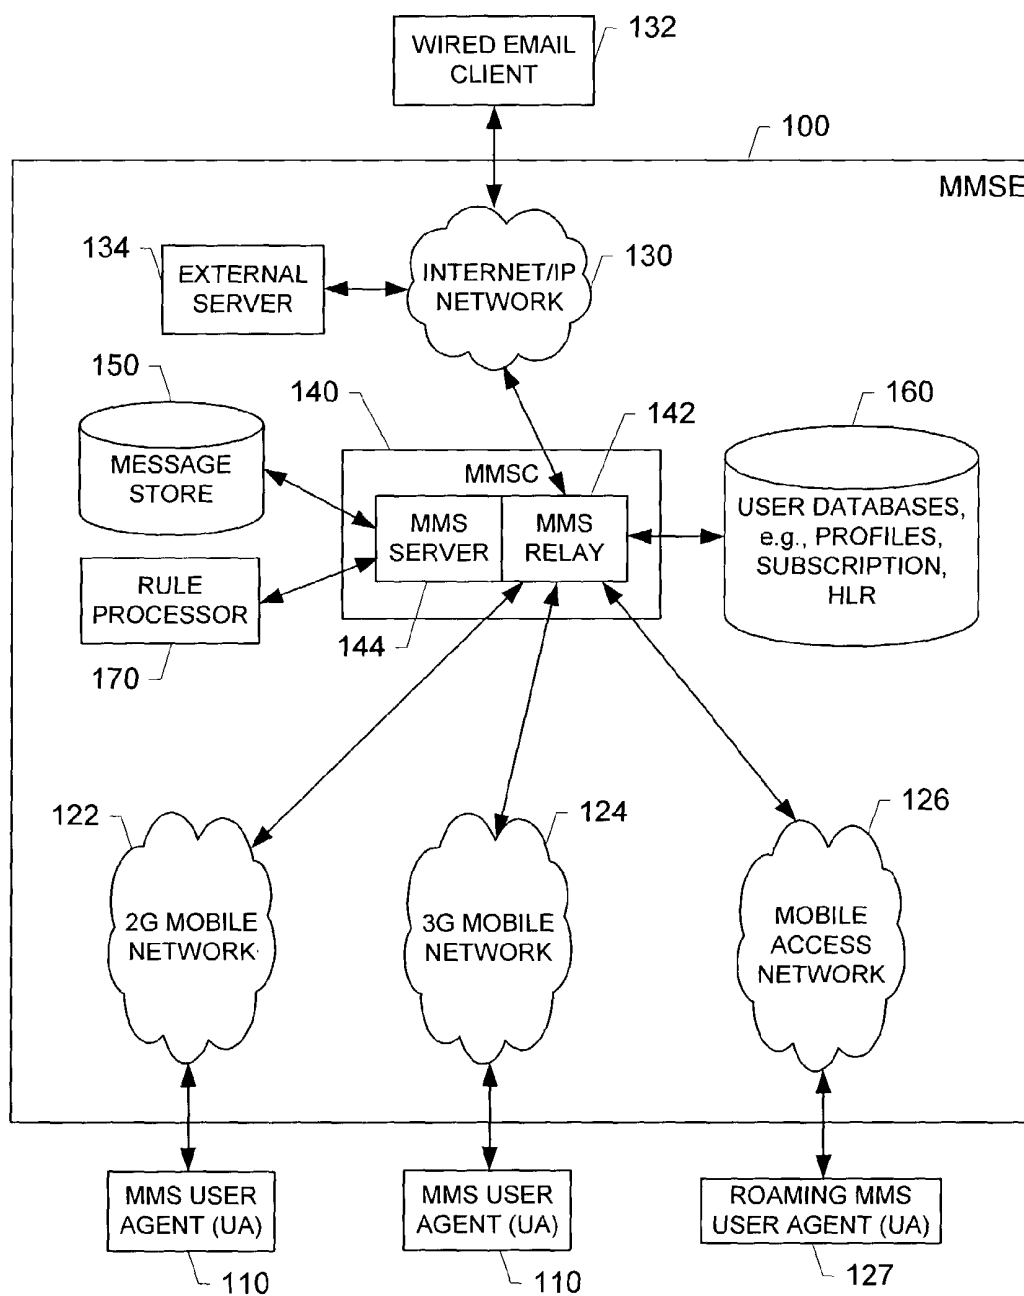 WIRED EMAIL
CLIENT
132
100
MMSE
134
EXTERNAL
SERVER
INTERNET/IP
NETWORK
130
150
MESSAGE
STORE
140
142
160
MMSC
MMS
SERVER
MMS
RELAY
USER DATABASES,
e.g., PROFILES,
SUBSCRIPTION,
HLR
RULE
PROCESSOR
144
170
122
124
126
2G MOBILE
NETWORK
3G MOBILE
NETWORK
MOBILE
ACCESS
NETWORK
MMS USER
AGENT (UA)
MMS USER
AGENT (UA)
ROAMING MMS
USER AGENT (UA)
110
110
127